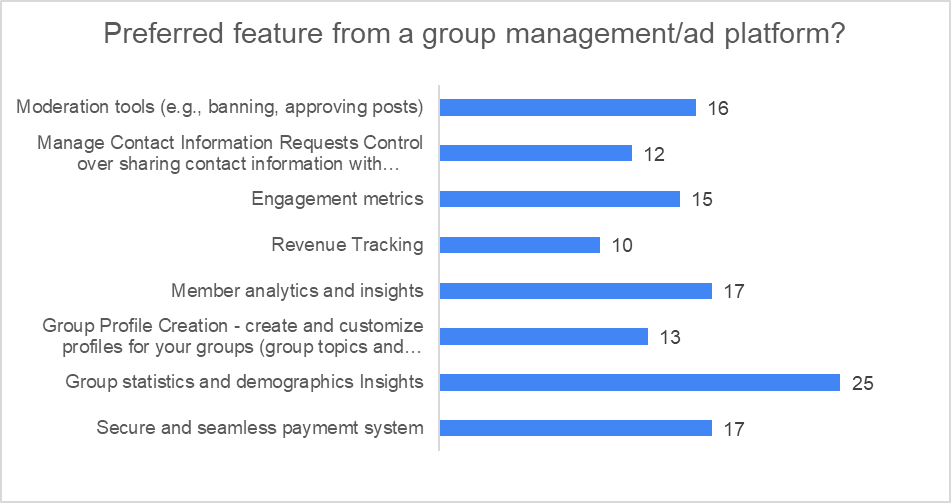 Preferred feature from a group management/ad platform?
Moderation tools (e.g., banning, approving posts)
16
Manage Contact Information Requests Control
over sharing contact information with…
12
Engagement metrics
15
Revenue Tracking
10
Member analytics and insights
17
Group Profile Creation - create and customize
profiles for your groups (group topics and…
13
Group statistics and demographics Insights
25
Secure and seamless paymemt system
17